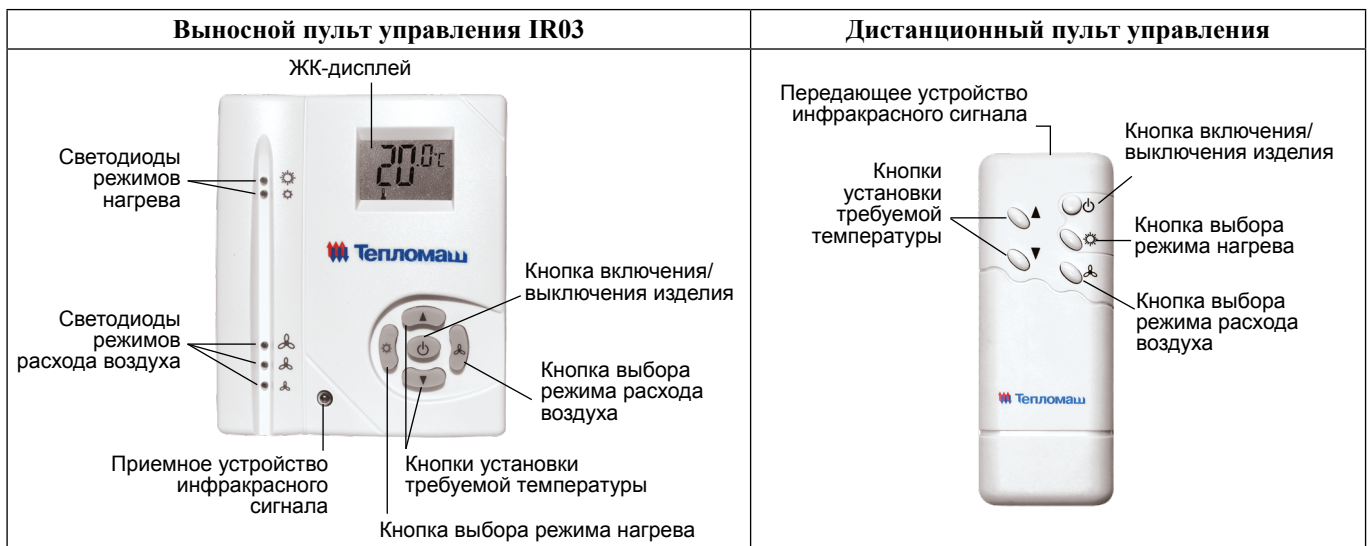 Выносной пульт управления IR03
ЖК-дисплей
20.0°c
Светодиоды
режимов
нагрева
Тепломаш
Кнопка включения/
выключения изделия
Светодиоды
режимов
расхода воздуха
Кнопка выбора
режима расхода
воздуха
Приемное устройство
инфракрасного
сигнала
Кнопки установки
требуемой температуры
Кнопка выбора режима нагрева
Дистанционный пульт управления
Передающее устройство
инфракрасного сигнала
Кнопка включения/
выключения изделия
Кнопки
установки
требуемой
температуры
Кнопка выбора
режима нагрева
Кнопка выбора
режима расхода
воздуха
Тепломаш